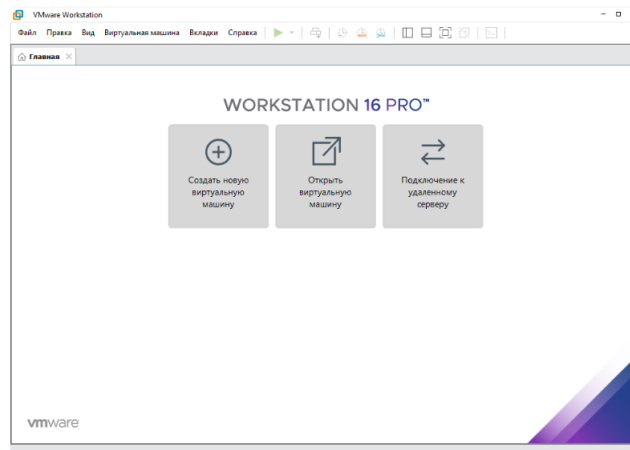 VMware Workstation
Файл Правка Вид Виртуальная машина Вкладки Справка
Главная
WORKSTATION 16 PRO™
Создать новую
виртуальную
машину
Открыть
виртуальную
машину
Подключение к
удаленному
серверу
vmware